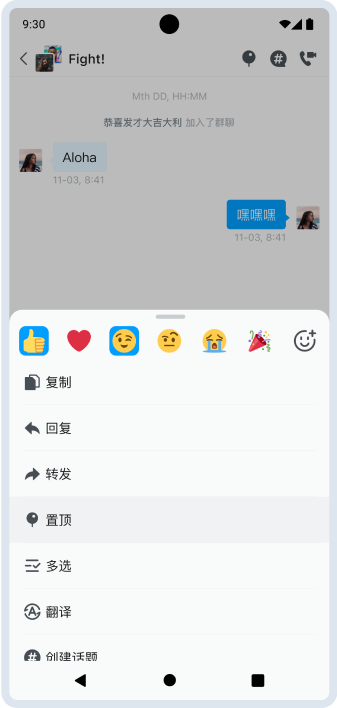 9:30
Fight!
Mth DD, HH:MM
恭喜发才大吉大利 加入了群聊
Aloha
11-03, 8:41
嘿嘿嘿
11-03, 8:41
复制
回复
转发
置顶
多选
翻译
创建话题